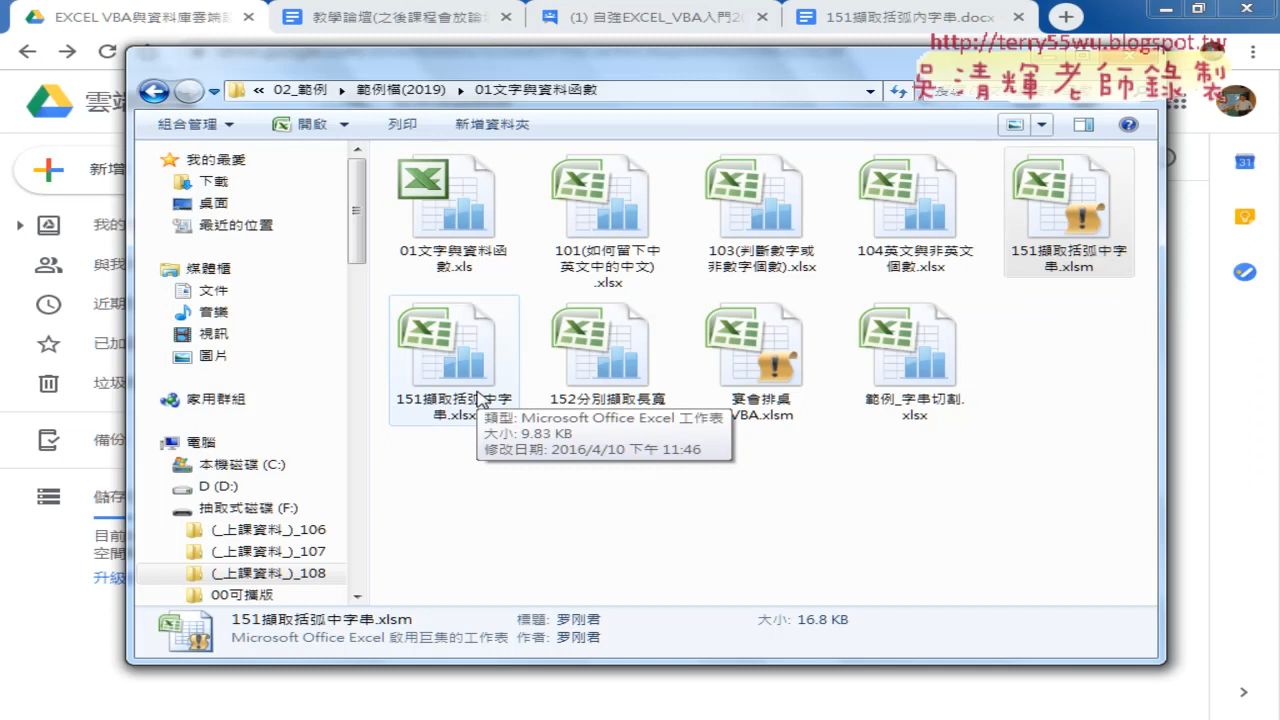 EXCEL VBA與資料庫雲端設
教學論壇(之後課程會放論
(1) 自強EXCEL_VBA入門20
151擷取括弧內字串.docx
http://terry55wu.blogspot.tw
吳清輝老師錄製
« 02_範例 ▸ 範例檔(2019) ▸ 01文字與資料函數
雲端
組合管理
開啟
列印
新增資料夾
新增
我的
與我
近期
已加
垃圾
備份
儲存
目前
空間
升級
我的最愛
下載
桌面
最近的位置
媒體櫃
文件
音樂
視訊
圖片
家用群組
電腦
本機磁碟 (C:)
D (D:)
抽取式磁碟 (F:)
(_上課資料_)_106
(_上課資料_)_107
(_上課資料_)_108
00可攜版
01文字與資料函
數.xls
101(如何留下中
英文中的中文)
.xlsx
103(判斷數字或
非數字個數).xlsx
104英文與非英文
個數.xlsx
151擷取括弧中字
串.xlsm
151擷取括弧中字
串.xlsx
152分別擷取長寬
宴會排桌
VBA.xlsm
範例_字串切割.
xlsx
類型: Microsoft Office Excel 工作表
大小: 9.83 KB
修改日期: 2016/4/10 下午 11:46
151擷取括弧中字串.xlsm
標題: 罗刚君
大小: 16.8 KB
Microsoft Office Excel 啟用巨集的工作表
作者: 罗刚君
31